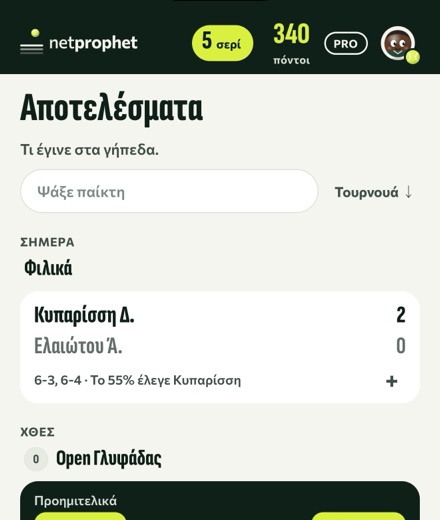 netprophet
5 σερί
340
πόντοι
PRO
Αποτελέσματα
Τι έγινε στα γήπεδα.
Ψάξε παίκτη
Τουρνουά ↓
ΣΗΜΕΡΑ
Φιλικά
Κυπαρίσση Δ. 2
Ελαιώτου Ά. 0
6-3, 6-4 · Το 55% έλεγε Κυπαρίσση +
ΧΘΕΣ
0 Open Γλυφάδας
Προημιτελικά